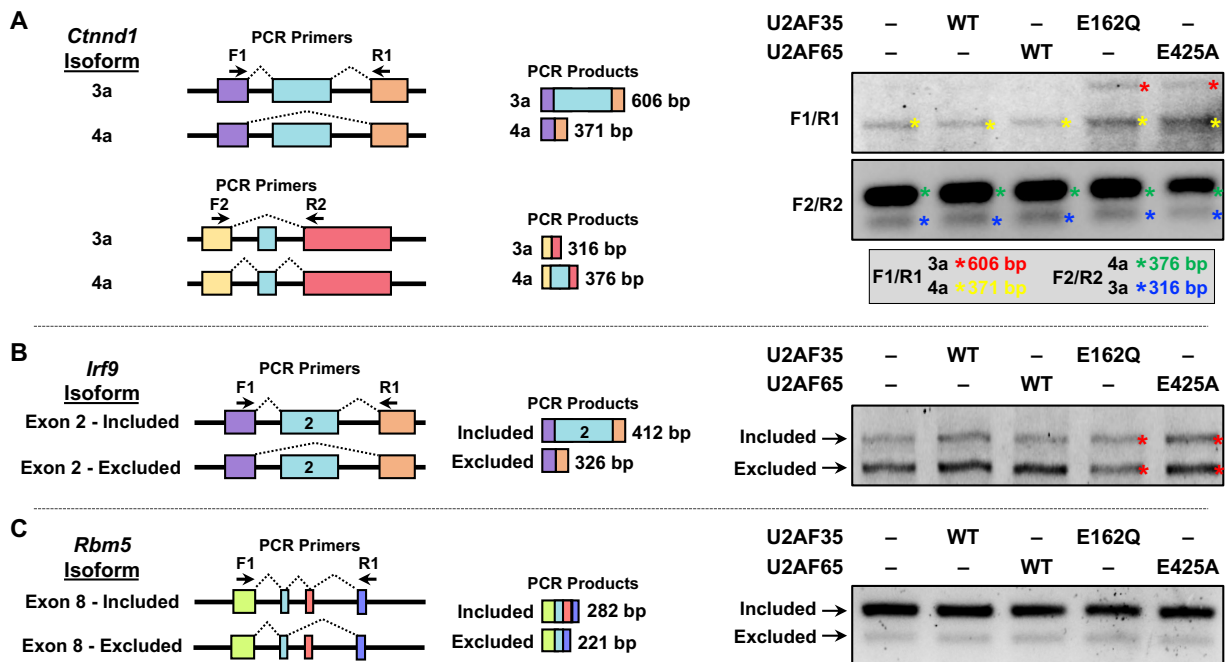 A
Ctnnd1
Isoform
PCR Primers
F1 R1
3a
4a
PCR Products
3a 606 bp
4a 371 bp
PCR Primers
F2 R2
3a
4a
PCR Products
3a 316 bp
4a 376 bp
U2AF35 – WT – E162Q –
U2AF65 – – WT – E425A
F1/R1
* * * * * * *
F2/R2
* * * * *
* * * * *
F1/R1 3a *606 bp
4a *371 bp
F2/R2 4a *376 bp
3a *316 bp
B
Irf9
Isoform
PCR Primers
F1 R1
Exon 2 - Included 2
Exon 2 - Excluded 2
PCR Products
Included 2 412 bp
Excluded 326 bp
U2AF35 – WT – E162Q –
U2AF65 – – WT – E425A
Included * *
Excluded * *
C
Rbm5
Isoform
PCR Primers
F1 R1
Exon 8 - Included
Exon 8 - Excluded
PCR Products
Included 282 bp
Excluded 221 bp
U2AF35 – WT – E162Q –
U2AF65 – – WT – E425A
Included
Excluded